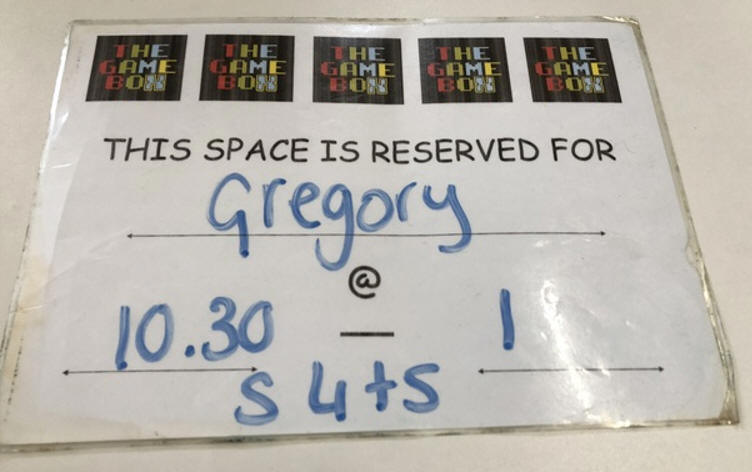 THE GAME BOX THE GAME BOX THE GAME BOX THE GAME BOX THE GAME BOX
THIS SPACE IS RESERVED FOR
Gregory
@
10.30 — 1
S 4+S